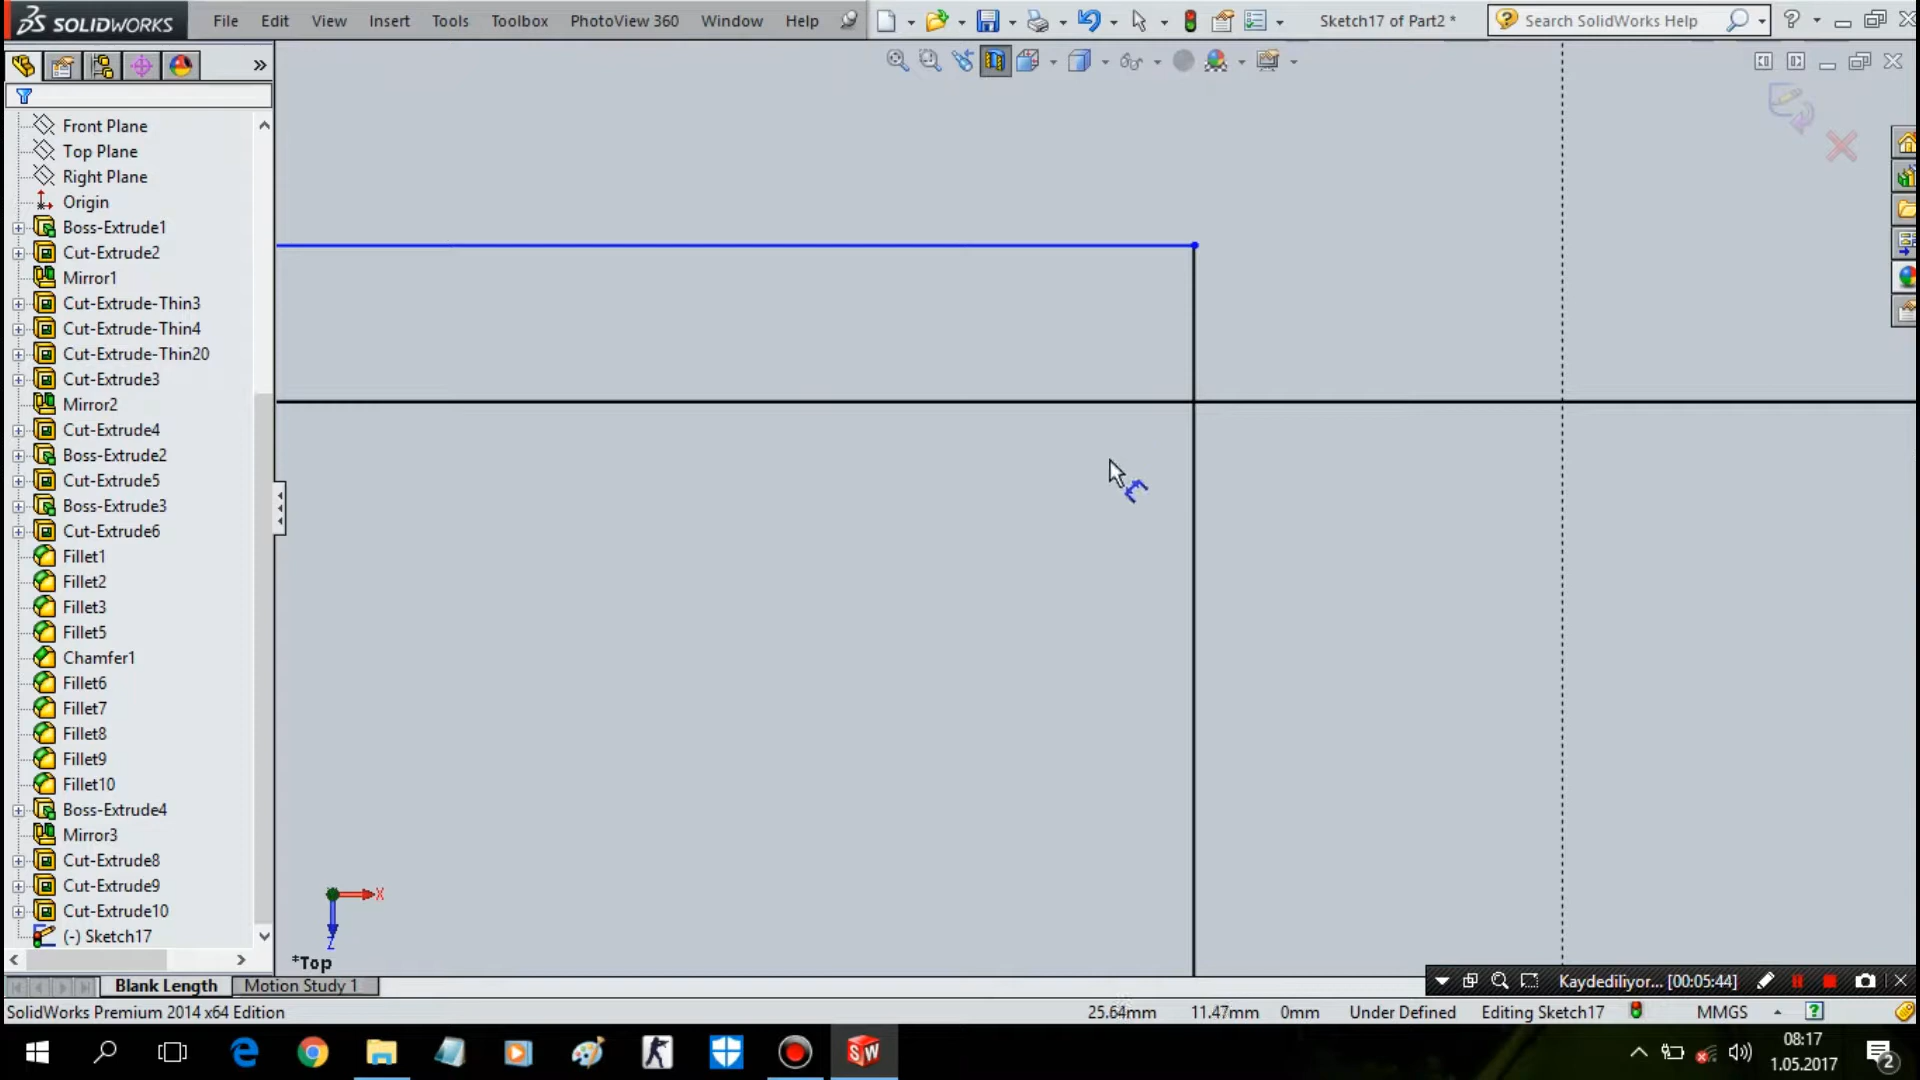 SOLIDWORKS File Edit View Insert Tools Toolbox PhotoView 360 Window Help Sketch17 of Part2 * Search SolidWorks Help
Front Plane
Top Plane
Right Plane
Origin
Boss-Extrude1
Cut-Extrude2
Mirror1
Cut-Extrude-Thin3
Cut-Extrude-Thin4
Cut-Extrude-Thin20
Cut-Extrude3
Mirror2
Cut-Extrude4
Boss-Extrude2
Cut-Extrude5
Boss-Extrude3
Cut-Extrude6
Fillet1
Fillet2
Fillet3
Fillet5
Chamfer1
Fillet6
Fillet7
Fillet8
Fillet9
Fillet10
Boss-Extrude4
Mirror3
Cut-Extrude8
Cut-Extrude9
Cut-Extrude10
(-) Sketch17
X
Z
*Top
Blank Length Motion Study 1 Kaydediliyor... [00:05:44]
SolidWorks Premium 2014 x64 Edition 25.64mm 11.47mm 0mm Under Defined Editing Sketch17 MMGS
SW 08:17
1.05.2017 2